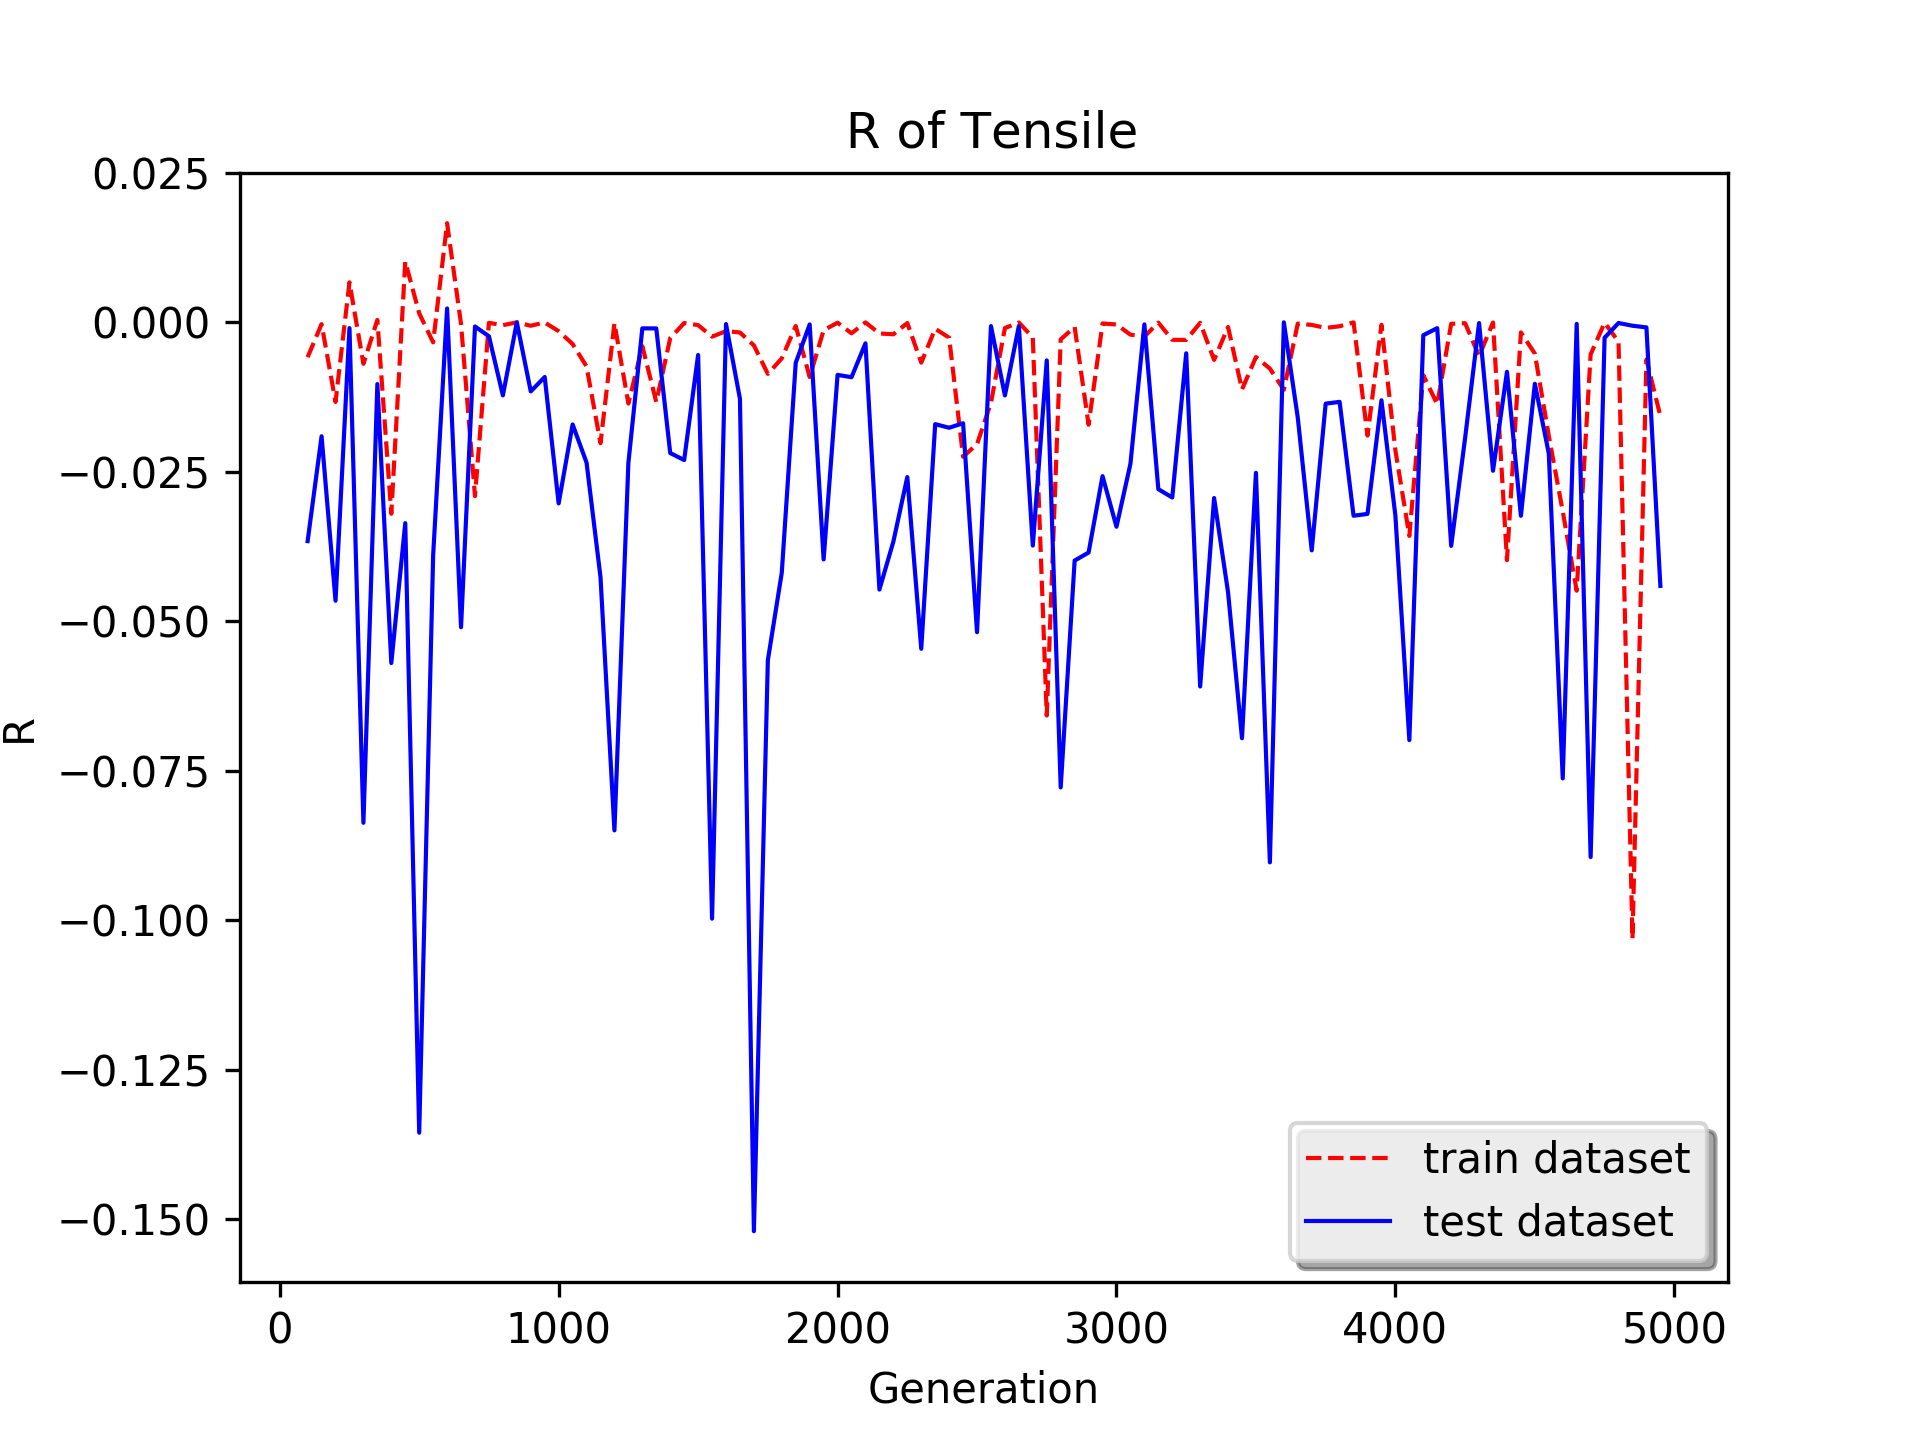 R of Tensile
0.025
0.000
−0.025
−0.050
−0.075
−0.100
−0.125
−0.150
R
0 1000 2000 3000 4000 5000
Generation
train dataset
test dataset